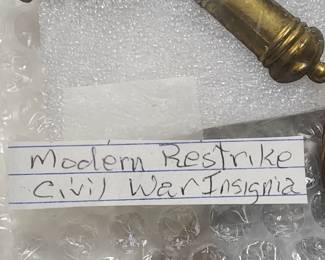 Modern Restrike
Civil War Insignia